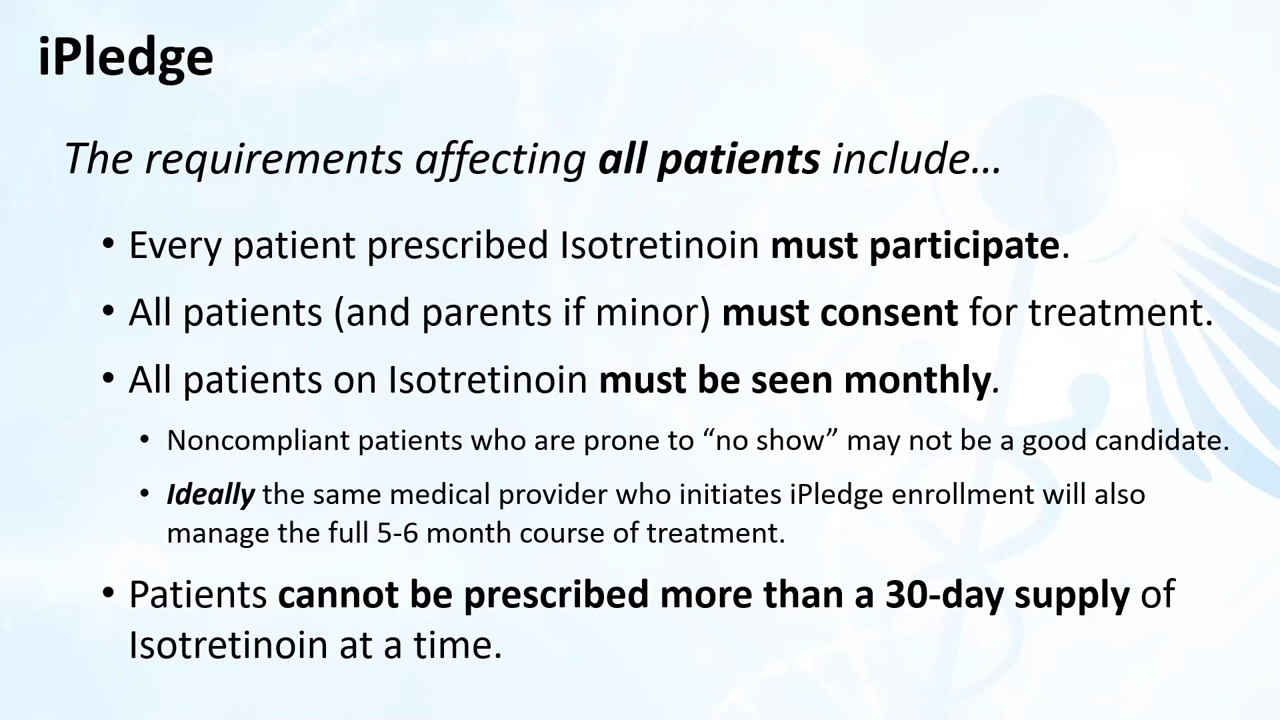 iPledge
The requirements affecting all patients include…
• Every patient prescribed Isotretinoin must participate.
• All patients (and parents if minor) must consent for treatment.
• All patients on Isotretinoin must be seen monthly.
• Noncompliant patients who are prone to “no show” may not be a good candidate.
• Ideally the same medical provider who initiates iPledge enrollment will also
manage the full 5-6 month course of treatment.
• Patients cannot be prescribed more than a 30-day supply of
Isotretinoin at a time.